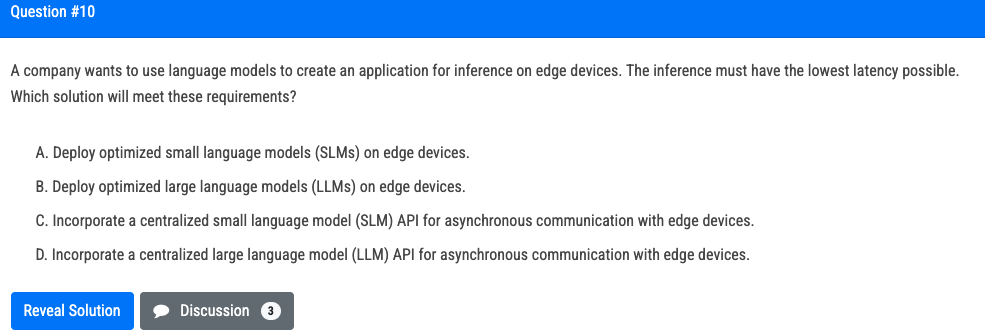 Question #10
A company wants to use language models to create an application for inference on edge devices. The inference must have the lowest latency possible.
Which solution will meet these requirements?
A. Deploy optimized small language models (SLMs) on edge devices.
B. Deploy optimized large language models (LLMs) on edge devices.
C. Incorporate a centralized small language model (SLM) API for asynchronous communication with edge devices.
D. Incorporate a centralized large language model (LLM) API for asynchronous communication with edge devices.
Reveal Solution Discussion 3